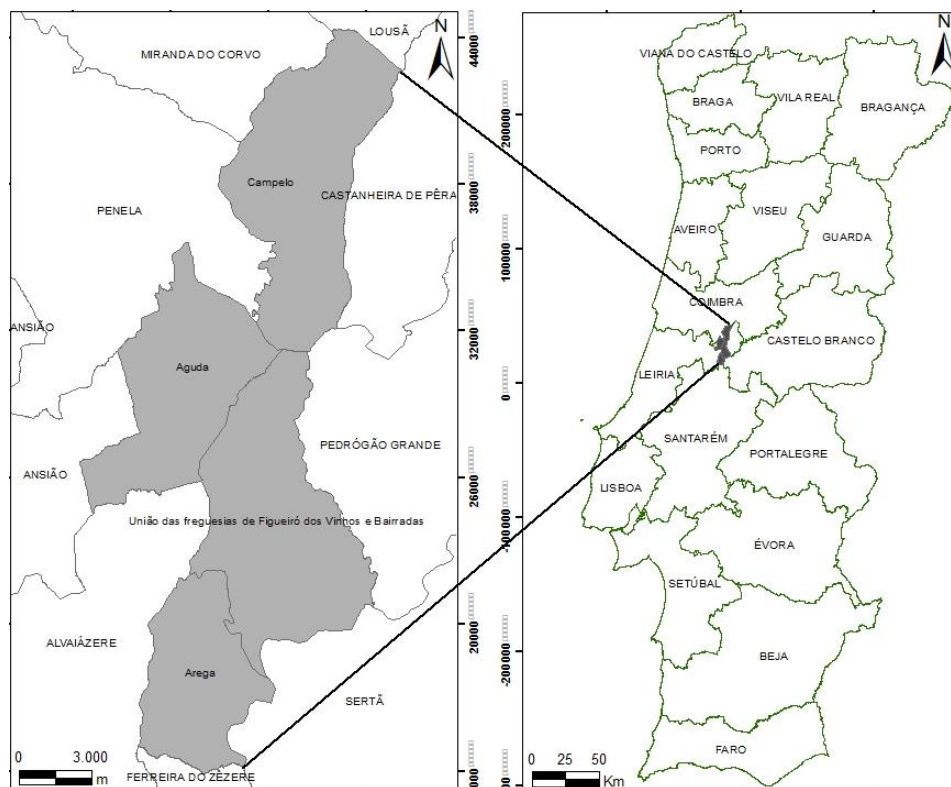 N
LOUSÃ
MIRANDA DO CORVO
Campelo
CASTANHEIRA DE PÊRA
PENELA
ANSIÃO
Aguda
PEDRÓGÃO GRANDE
ANSIÃO
União das freguesias de Figueiró dos Vinhos e Bairradas
ALVAIÁZERE
Arega
SERTÃ
FERREIRA DO ZÊZERE
0 3.000
m
44000
38000
32000
26000
20000
N
VIANA DO CASTELO
BRAGA
VILA REAL
BRAGANÇA
PORTO
VISEU
AVEIRO
GUARDA
COIMBRA
CASTELO BRANCO
LEIRIA
SANTARÉM
PORTALEGRE
LISBOA
ÉVORA
SETÚBAL
BEJA
FARO
0 25 50
Km
200000
100000
0
-200000